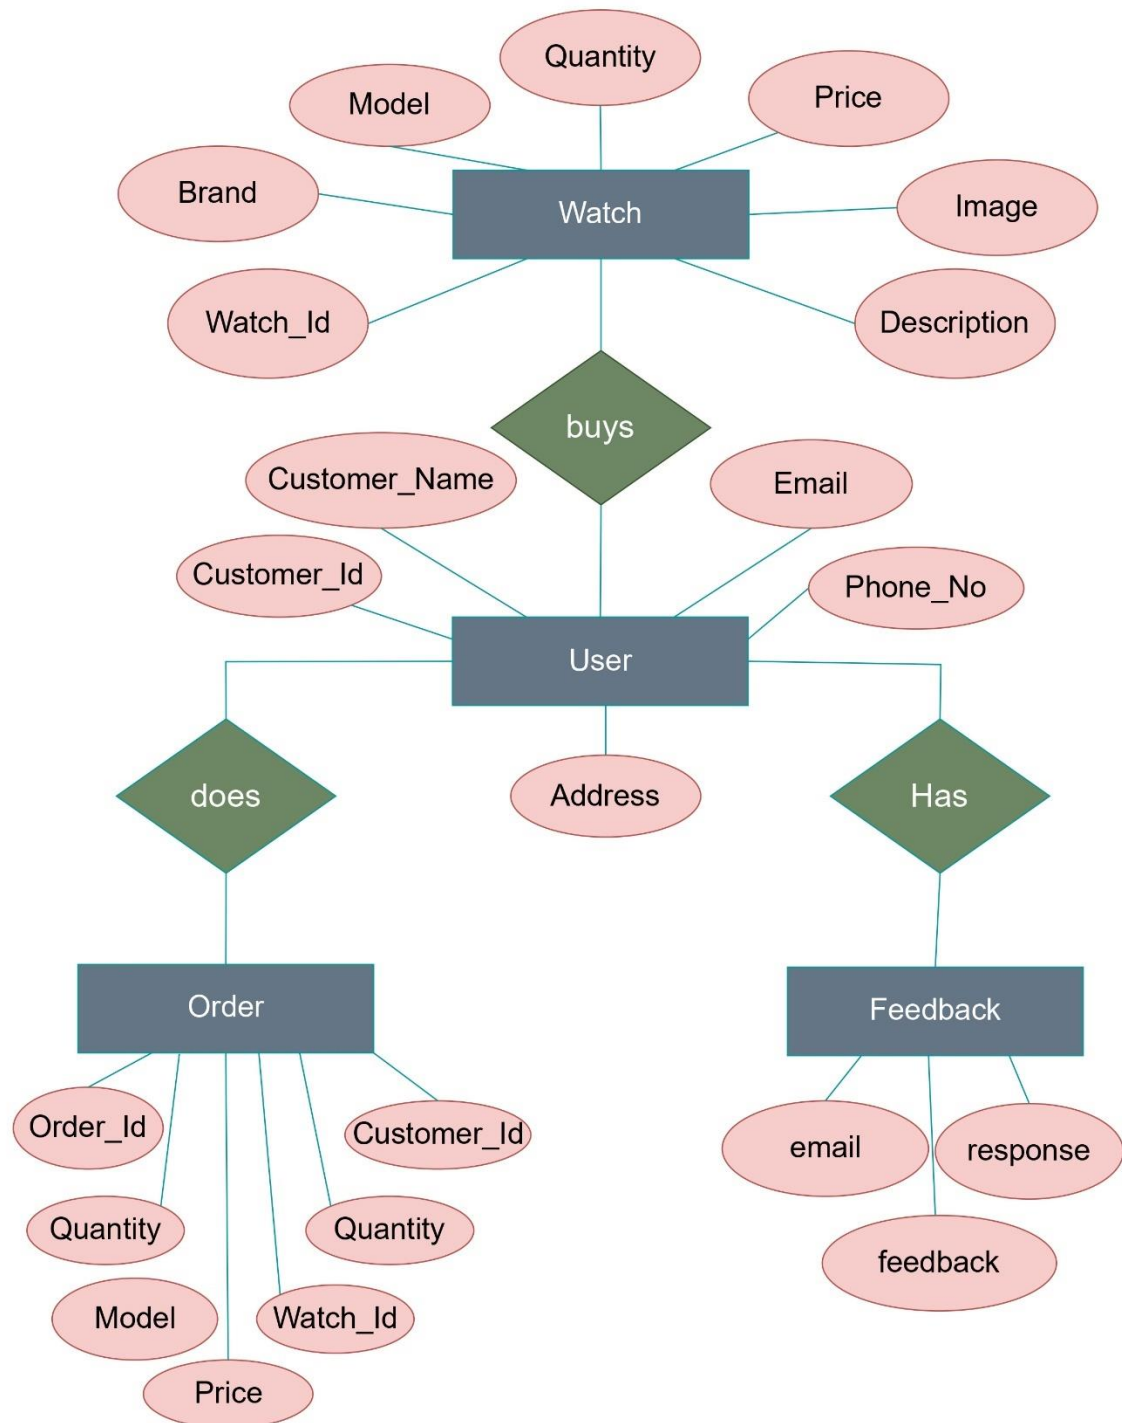 Quantity
Model
Price
Brand
Watch
Image
Watch_Id
Description
buys
Customer_Name
Email
Customer_Id
Phone_No
User
does
Address
Has
Order
Feedback
Order_Id
Customer_Id
email
response
Quantity
Quantity
feedback
Model
Watch_Id
Price